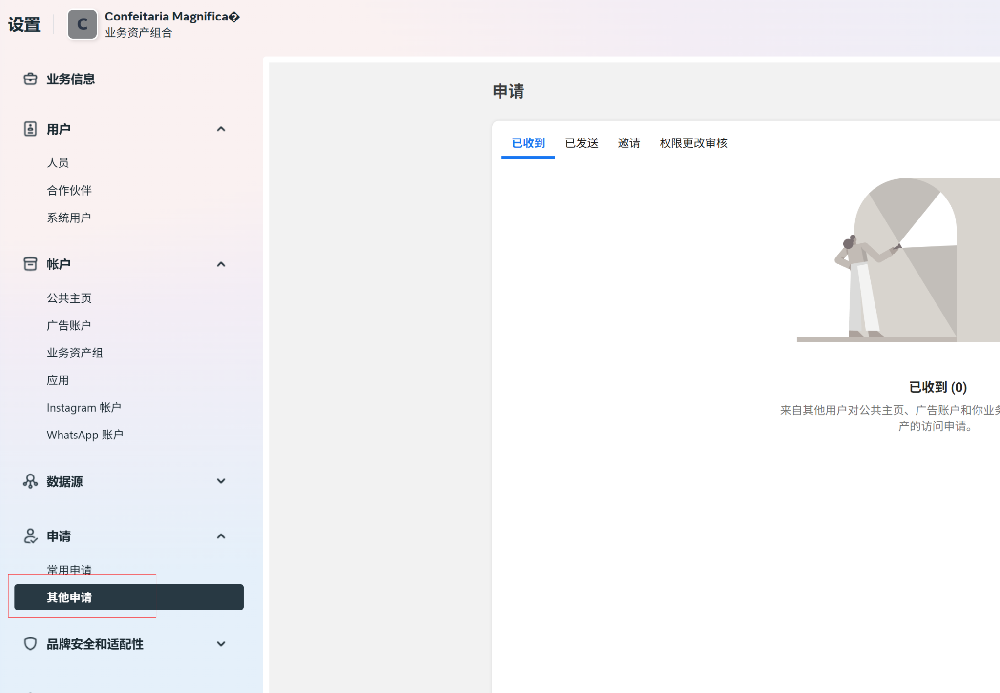 设置
C
Confeitaria Magnifica�
业务资产组合
业务信息
用户
人员
合作伙伴
系统用户
帐户
公共主页
广告账户
业务资产组
应用
Instagram 帐户
WhatsApp 账户
数据源
申请
常用申请
其他申请
品牌安全和适配性
申请
已收到 已发送 邀请 权限更改审核
已收到 (0)
来自其他用户对公共主页、广告账户和你业务
产的访问申请。